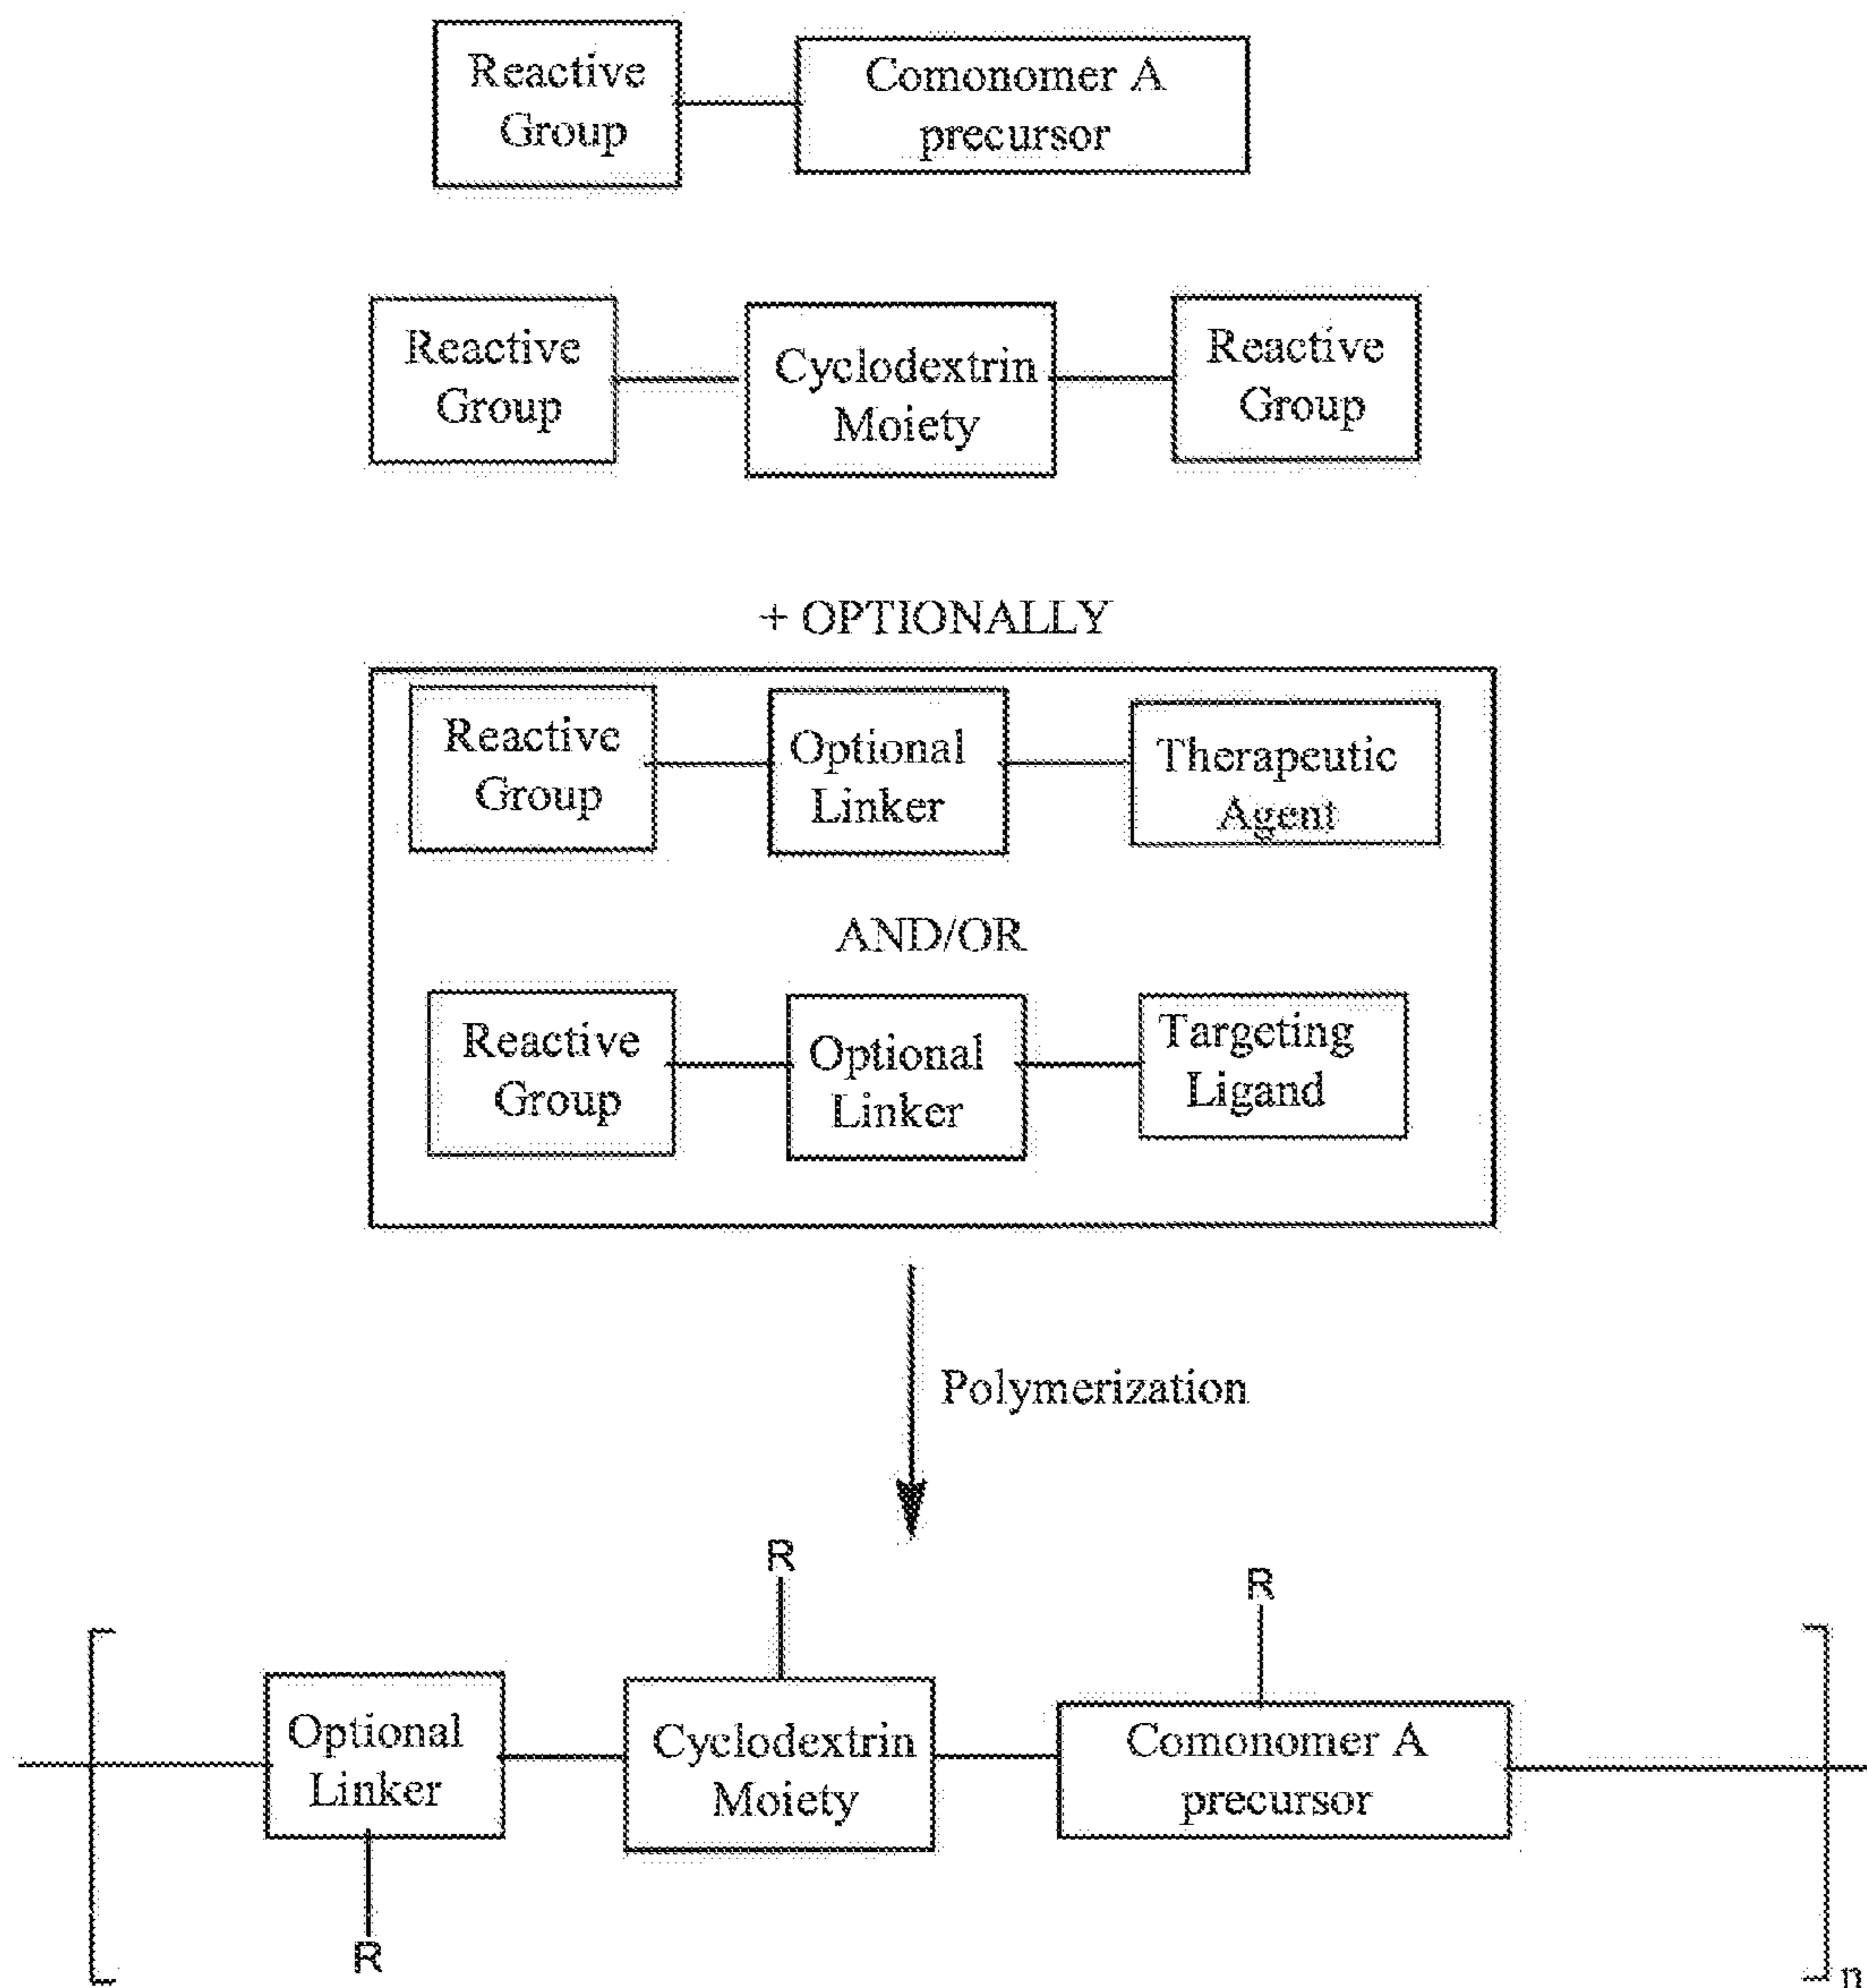 Reactive
Group
Comonomer A
precursor
Reactive
Group
Cyclodextrin
Moiety
Reactive
Group
+ OPTIONALLY
Reactive
Group
Optional
Linker
Therapeutic
Agent
AND/OR
Reactive
Group
Optional
Linker
Targeting
Ligand
Polymerization
R
R
Optional
Linker
Cyclodextrin
Moiety
Comonomer A
precursor
R
n